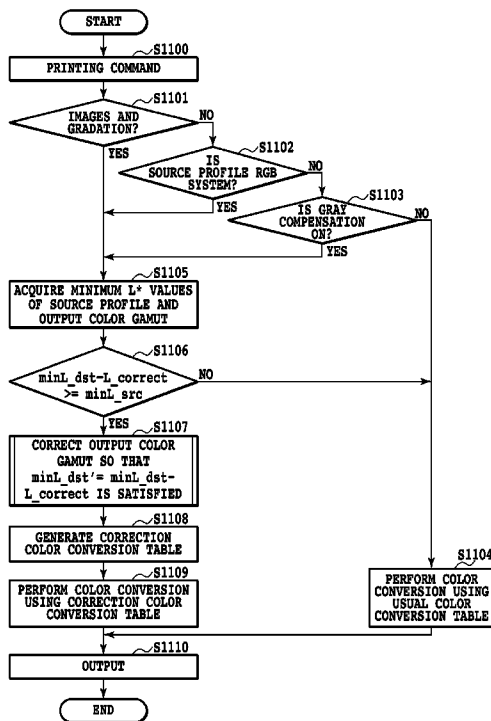 START
S1100
PRINTING COMMAND
S1101
IMAGES AND
GRADATION?
NO
YES
S1102
IS
SOURCE PROFILE RGB
SYSTEM?
NO
YES
S1103
IS GRAY
COMPENSATION
ON?
NO
YES
S1105
ACQUIRE MINIMUM L* VALUES
OF SOURCE PROFILE AND
OUTPUT COLOR GAMUT
S1106
minL_dst-L_correct
>= minL_src
NO
YES
S1107
CORRECT OUTPUT COLOR
GAMUT SO THAT
minL_dst′= minL_dst-
L_correct IS SATISFIED
S1108
GENERATE CORRECTION
COLOR CONVERSION TABLE
S1109
PERFORM COLOR CONVERSION
USING CORRECTION COLOR
CONVERSION TABLE
S1104
PERFORM COLOR
CONVERSION USING
USUAL COLOR
CONVERSION TABLE
S1110
OUTPUT
END